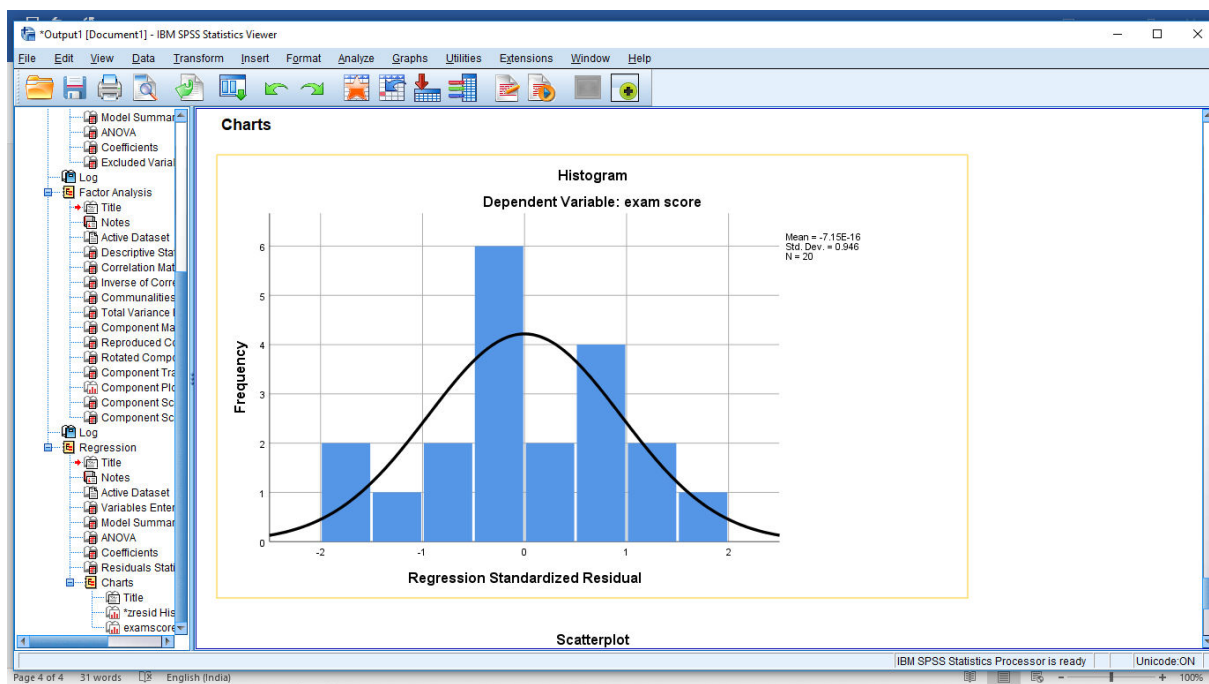 *Output1 [Document1] - IBM SPSS Statistics Viewer
File Edit View Data Transform Insert Format Analyze Graphs Utilities Extensions Window Help
Model Summar
ANOVA
Coefficients
Excluded Varial
Log
Factor Analysis
Title
Notes
Active Dataset
Descriptive Stat
Correlation Mat
Inverse of Corre
Communalities
Total Variance
Component Ma
Reproduced Co
Rotated Compo
Component Tra
Component Plo
Component Sc
Component Sc
Log
Regression
Title
Notes
Active Dataset
Variables Enter
Model Summar
ANOVA
Coefficients
Residuals Stati
Charts
Title
*zresid His
examscore
Charts
Histogram
Dependent Variable: exam score
Mean = -7.15E-16
Std. Dev. = 0.946
N = 20
Frequency
6
5
4
3
2
1
0
-2 -1 0 1 2
Regression Standardized Residual
Scatterplot
IBM SPSS Statistics Processor is ready Unicode:ON
Page 4 of 4 31 words English (India) 100%